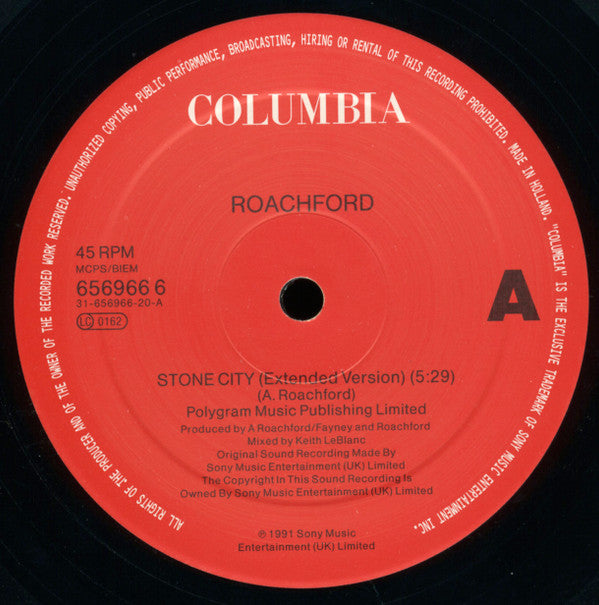 ALL RIGHTS OF THE PRODUCER AND OF THE OWNER OF THE RECORDED WORK RESERVED. UNAUTHORIZED COPYING, PUBLIC PERFORMANCE, BROADCASTING, HIRING OR RENTAL OF THIS RECORDING PROHIBITED. MADE IN HOLLAND. "COLUMBIA" IS THE EXCLUSIVE TRADEMARK OF SONY MUSIC ENTERTAINMENT INC.
COLUMBIA
ROACHFORD
45 RPM
MCPS/BIEM
656966 6
31-656966-20-A
LC 0162
A
STONE CITY (Extended Version) (5:29)
(A. Roachford)
Polygram Music Publishing Limited
Produced by A Roachford/Fayney and Roachford
Mixed by Keith LeBlanc
Original Sound Recording Made By
Sony Music Entertainment (UK) Limited
The Copyright In This Sound Recording Is
Owned By Sony Music Entertainment (UK) Limited
℗ 1991 Sony Music
Entertainment (UK) Limited